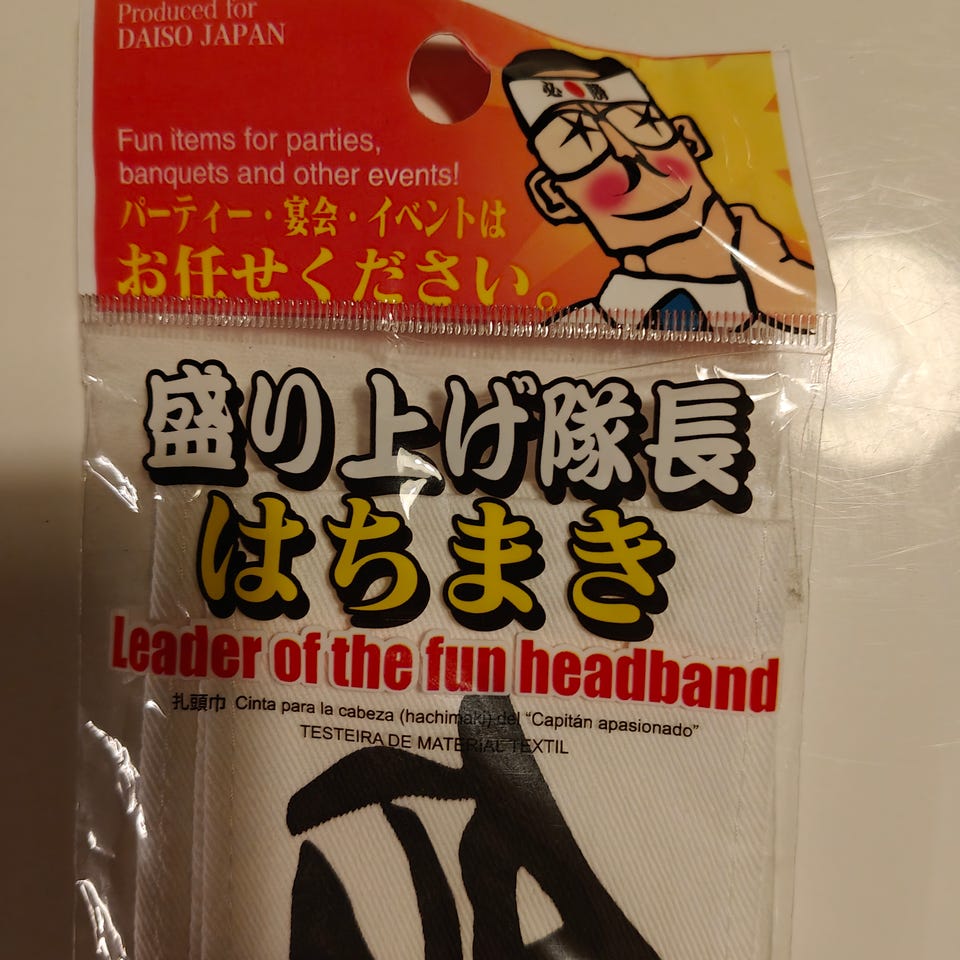 Produced for
DAISO JAPAN
必勝
Fun items for parties,
banquets and other events!
パーティー・宴会・イベントは
お任せください。
盛り上げ隊長
はちまき
Leader of the fun headband
扎頭巾 Cinta para la cabeza (hachimaki) del “Capitán apasionado”
TESTEIRA DE MATERIAL TEXTIL